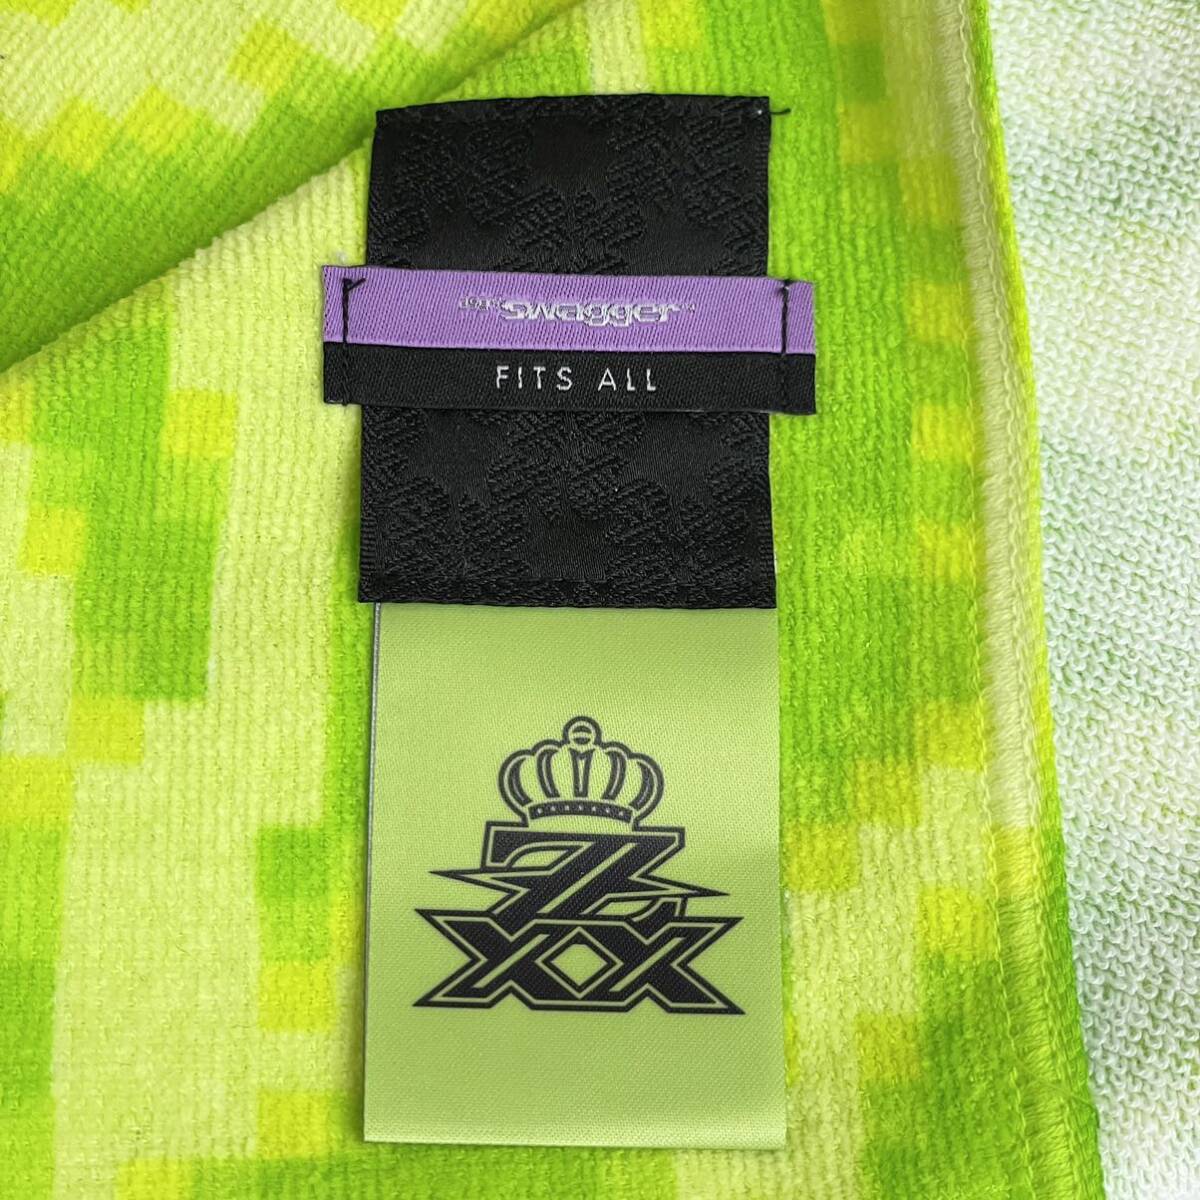 "swagger"
FITS ALL
Z
XX